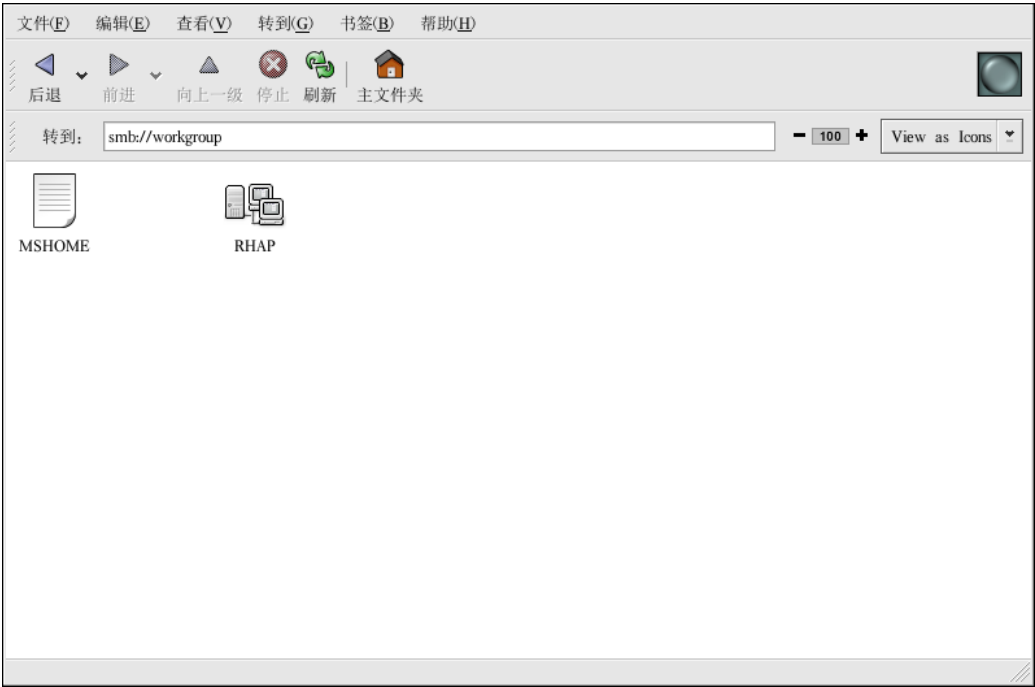 文件(F) 编辑(E) 查看(V) 转到(G) 书签(B) 帮助(H)
后退 前进 向上一级 停止 刷新 主文件夹
转到: smb://workgroup 100 View as Icons
MSHOME RHAP